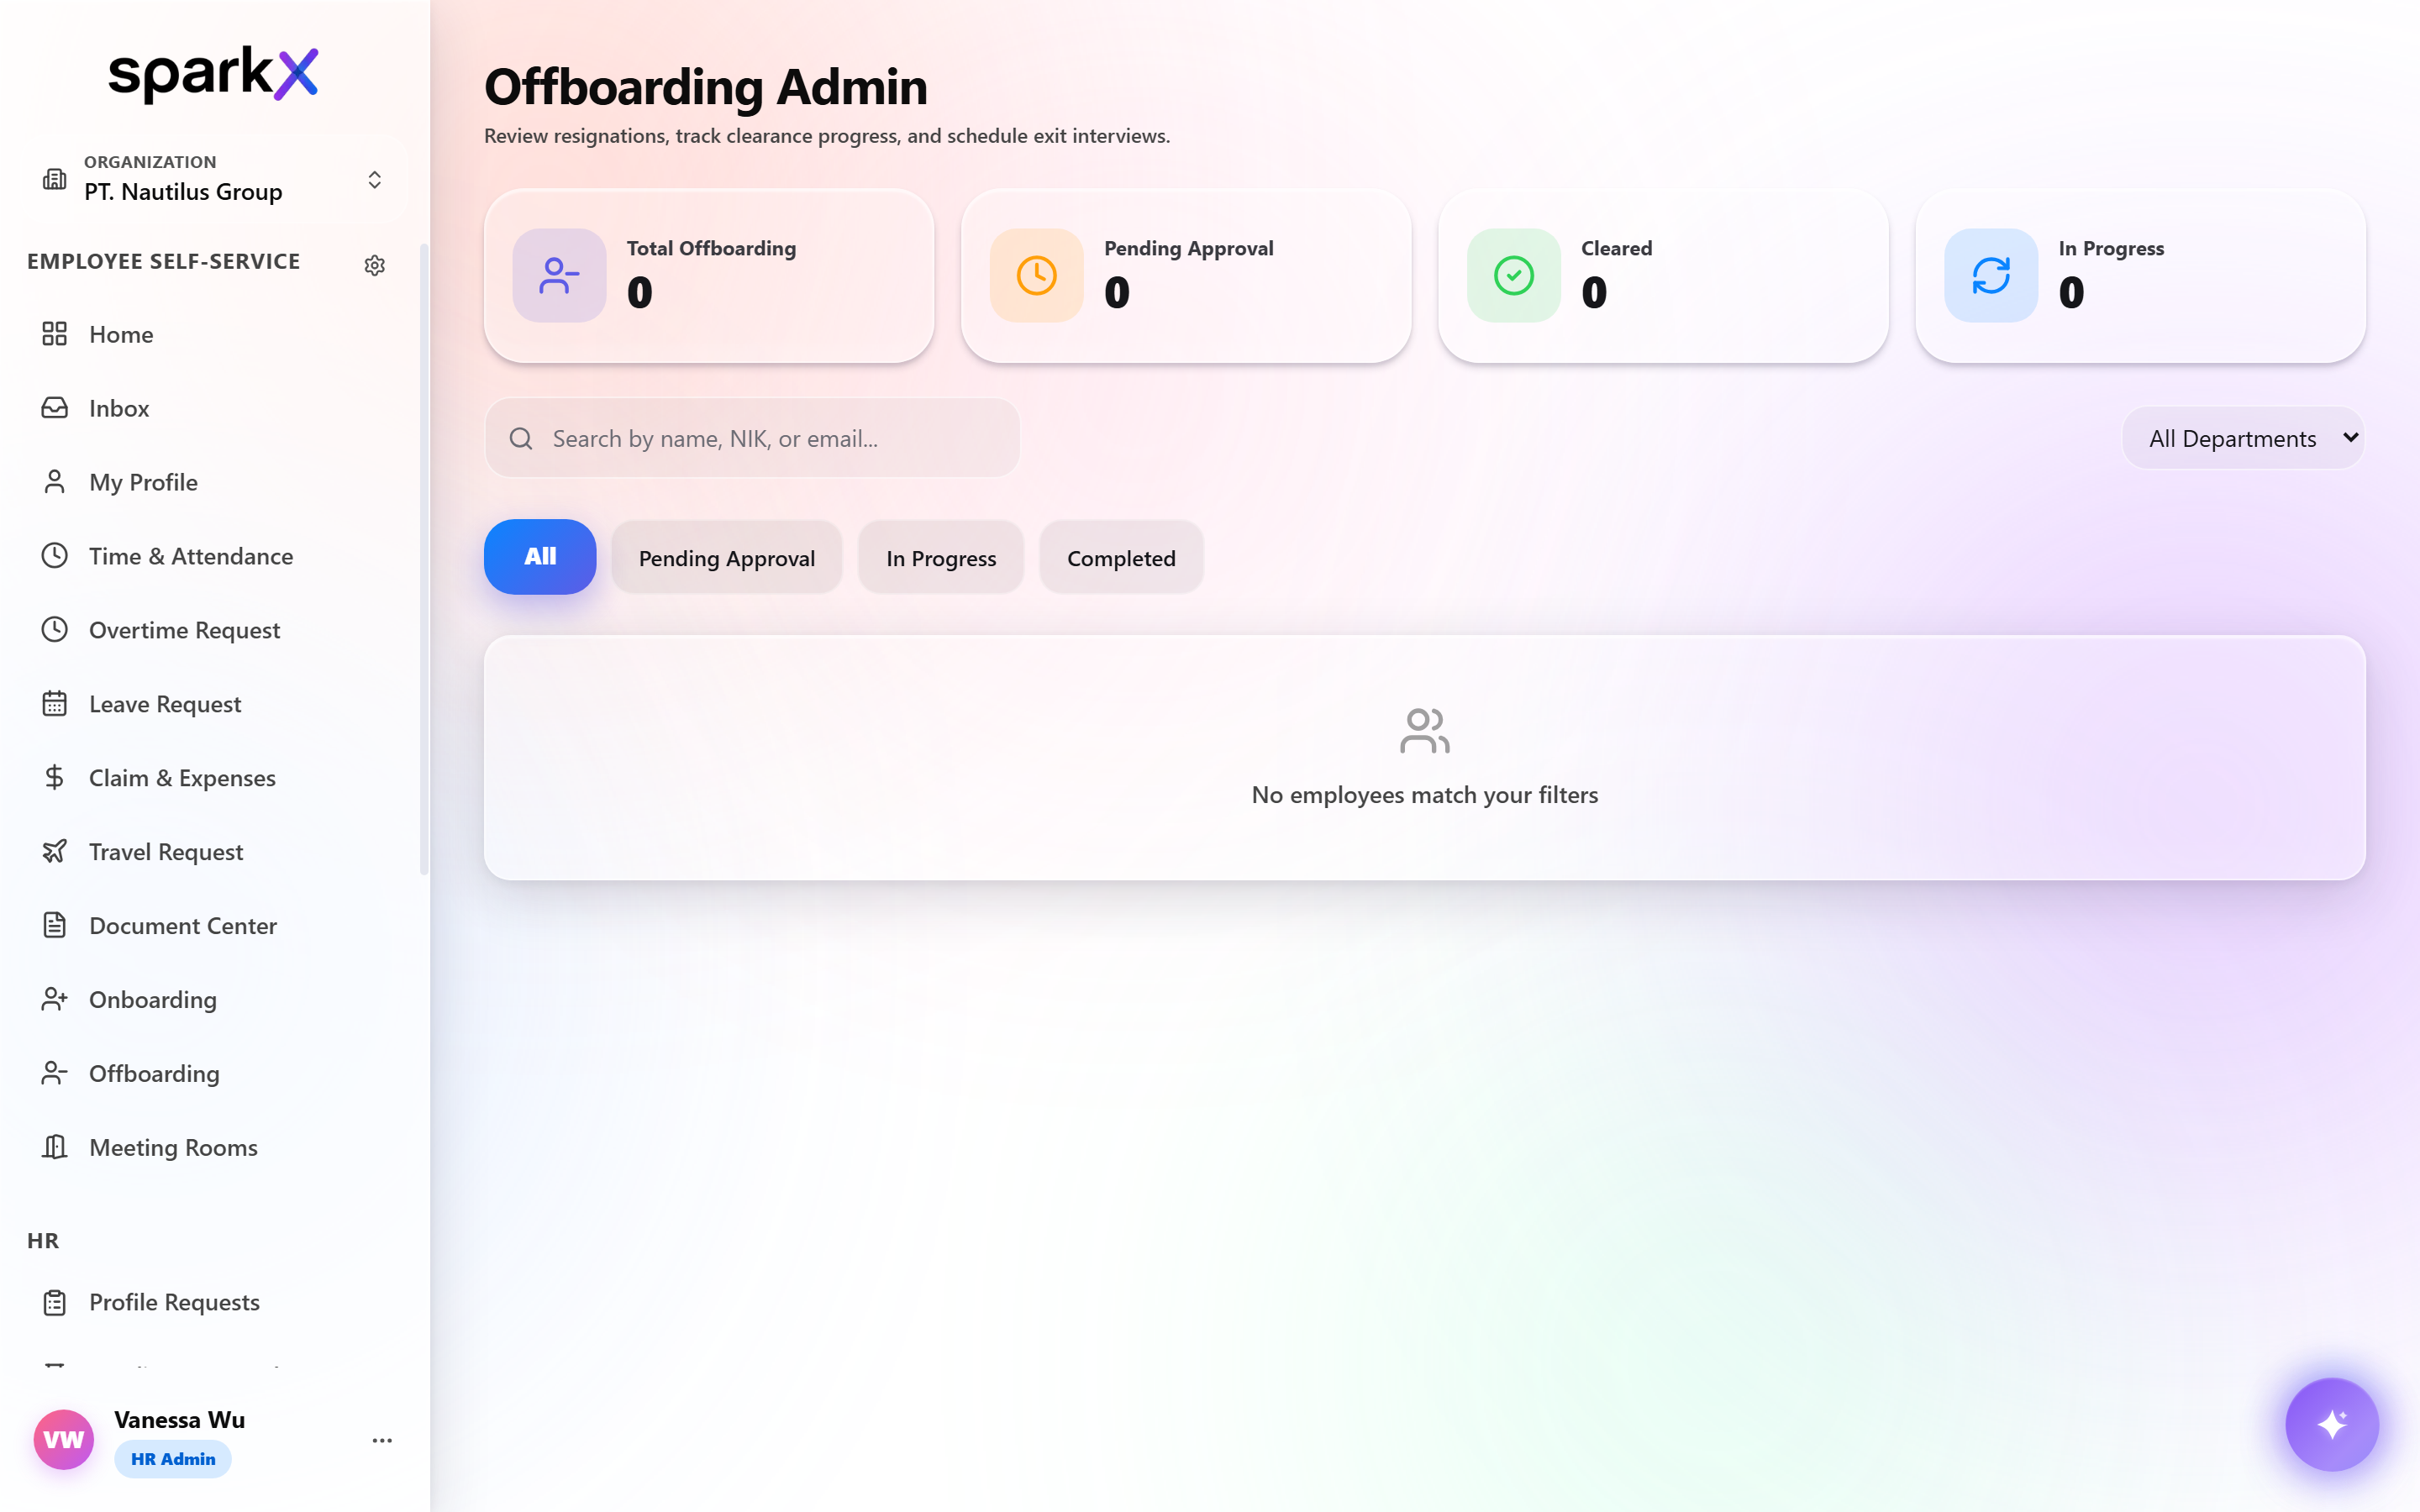 sparkX
ORGANIZATION
PT. Nautilus Group
EMPLOYEE SELF-SERVICE
Home
Inbox
My Profile
Time & Attendance
Overtime Request
Leave Request
Claim & Expenses
Travel Request
Document Center
Onboarding
Offboarding
Meeting Rooms
HR
Profile Requests
VW
Vanessa Wu
HR Admin
Offboarding Admin
Review resignations, track clearance progress, and schedule exit interviews.
Total Offboarding
0
Pending Approval
0
Cleared
0
In Progress
0
Search by name, NIK, or email...
All Departments
All
Pending Approval
In Progress
Completed
No employees match your filters